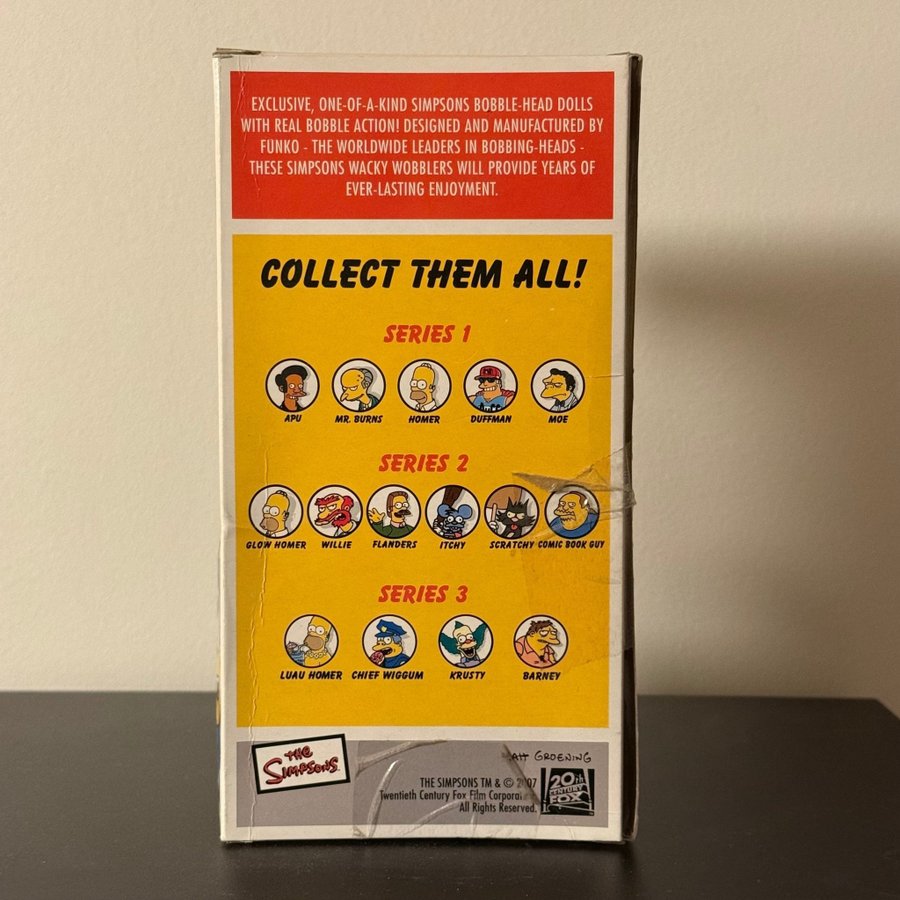 EXCLUSIVE, ONE-OF-A-KIND SIMPSONS BOBBLE-HEAD DOLLS
WITH REAL BOBBLE ACTION! DESIGNED AND MANUFACTURED BY
FUNKO - THE WORLDWIDE LEADERS IN BOBBING-HEADS -
THESE SIMPSONS WACKY WOBBLERS WILL PROVIDE YEARS OF
EVER-LASTING ENJOYMENT.
COLLECT THEM ALL!
SERIES 1
APU MR. BURNS HOMER DUFFMAN MOE
SERIES 2
GLOW HOMER WILLIE FLANDERS ITCHY SCRATCHY COMIC BOOK GUY
SERIES 3
LUAU HOMER CHIEF WIGGUM KRUSTY BARNEY
THE
SIMPSONS
GROENING
THE SIMPSONS TM & ©
Twentieth Century Fox Film
All Rights Reserved.
20th
CENTURY
FOX